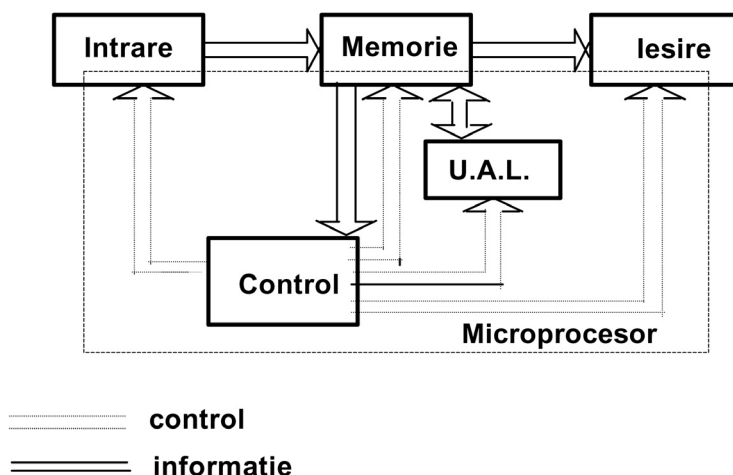 Intrare
Memorie
Iesire
U.A.L.
Control
Microprocesor
control
informatie